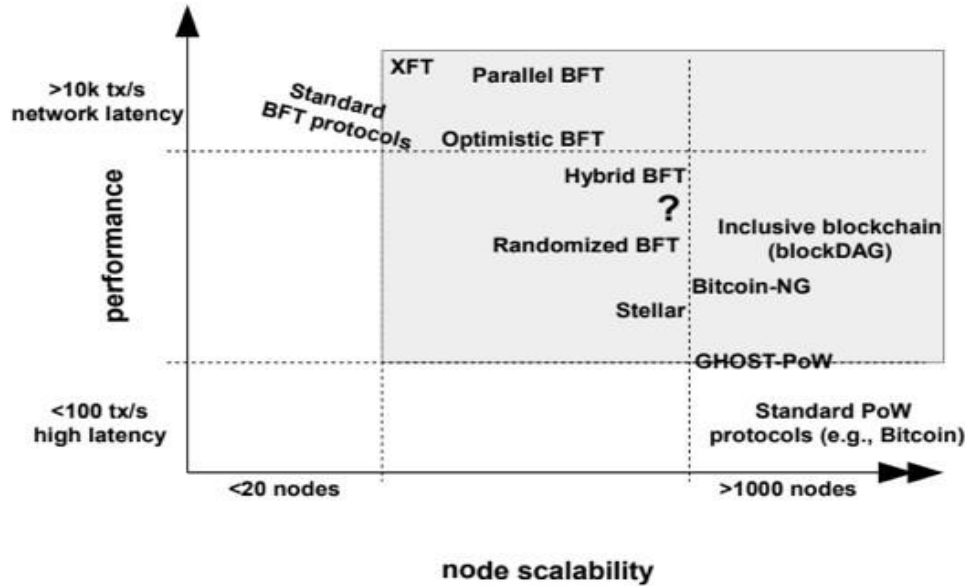 >10k tx/s
network latency
performance
<100 tx/s
high latency
XFT
Parallel BFT
Standard
BFT protocols
Optimistic BFT
Hybrid BFT
?
Randomized BFT
Inclusive blockchain
(blockDAG)
Bitcoin-NG
Stellar
GHOST-PoW
Standard PoW
protocols (e.g., Bitcoin)
<20 nodes
>1000 nodes
node scalability